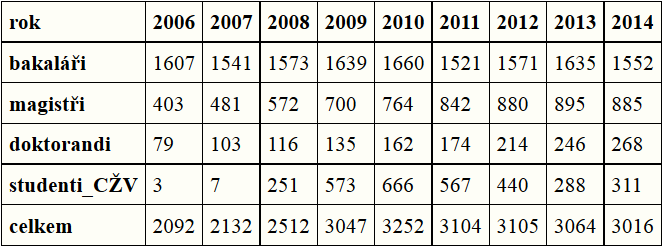 rok 2006 2007 2008 2009 2010 2011 2012 2013 2014
bakaláři 1607 1541 1573 1639 1660 1521 1571 1635 1552
magistři 403 481 572 700 764 842 880 895 885
doktorandi 79 103 116 135 162 174 214 246 268
studenti_CŽV 3 7 251 573 666 567 440 288 311
celkem 2092 2132 2512 3047 3252 3104 3105 3064 3016